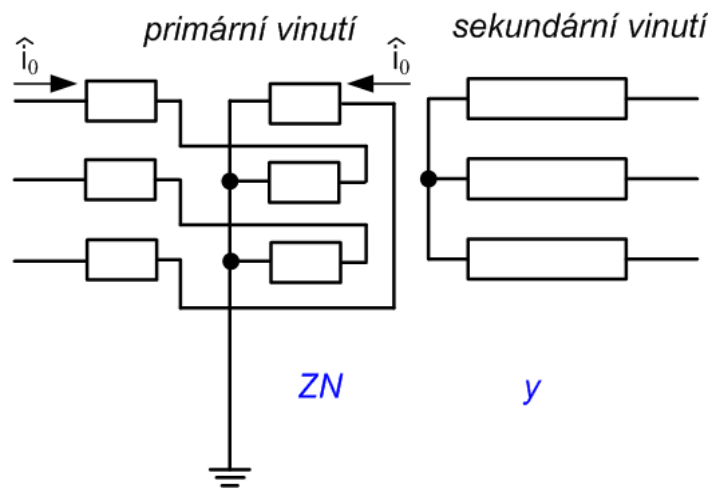 primární vinutí
sekundární vinutí
î₀
î₀
ZN
y